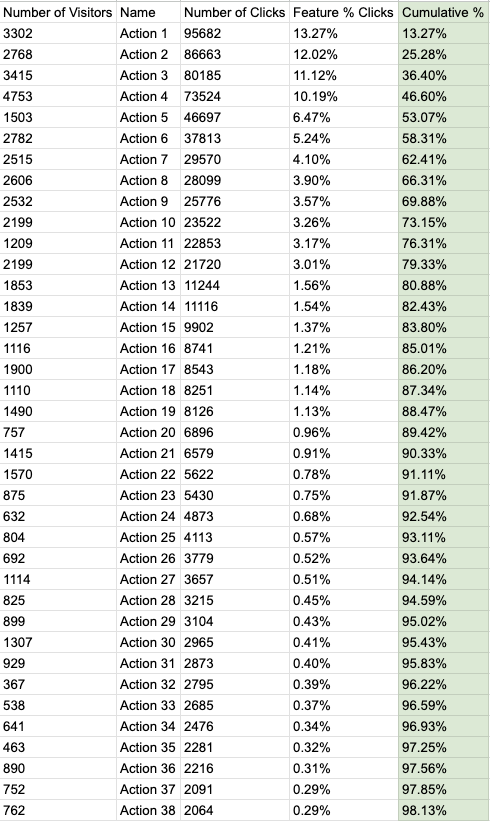 Number of Visitors Name Number of Clicks Feature % Clicks Cumulative %
3302 Action 1 95682 13.27% 13.27%
2768 Action 2 86663 12.02% 25.28%
3415 Action 3 80185 11.12% 36.40%
4753 Action 4 73524 10.19% 46.60%
1503 Action 5 46697 6.47% 53.07%
2782 Action 6 37813 5.24% 58.31%
2515 Action 7 29570 4.10% 62.41%
2606 Action 8 28099 3.90% 66.31%
2532 Action 9 25776 3.57% 69.88%
2199 Action 10 23522 3.26% 73.15%
1209 Action 11 22853 3.17% 76.31%
2199 Action 12 21720 3.01% 79.33%
1853 Action 13 11244 1.56% 80.88%
1839 Action 14 11116 1.54% 82.43%
1257 Action 15 9902 1.37% 83.80%
1116 Action 16 8741 1.21% 85.01%
1900 Action 17 8543 1.18% 86.20%
1110 Action 18 8251 1.14% 87.34%
1490 Action 19 8126 1.13% 88.47%
757 Action 20 6896 0.96% 89.42%
1415 Action 21 6579 0.91% 90.33%
1570 Action 22 5622 0.78% 91.11%
875 Action 23 5430 0.75% 91.87%
632 Action 24 4873 0.68% 92.54%
804 Action 25 4113 0.57% 93.11%
692 Action 26 3779 0.52% 93.64%
1114 Action 27 3657 0.51% 94.14%
825 Action 28 3215 0.45% 94.59%
899 Action 29 3104 0.43% 95.02%
1307 Action 30 2965 0.41% 95.43%
929 Action 31 2873 0.40% 95.83%
367 Action 32 2795 0.39% 96.22%
538 Action 33 2685 0.37% 96.59%
641 Action 34 2476 0.34% 96.93%
463 Action 35 2281 0.32% 97.25%
890 Action 36 2216 0.31% 97.56%
752 Action 37 2091 0.29% 97.85%
762 Action 38 2064 0.29% 98.13%